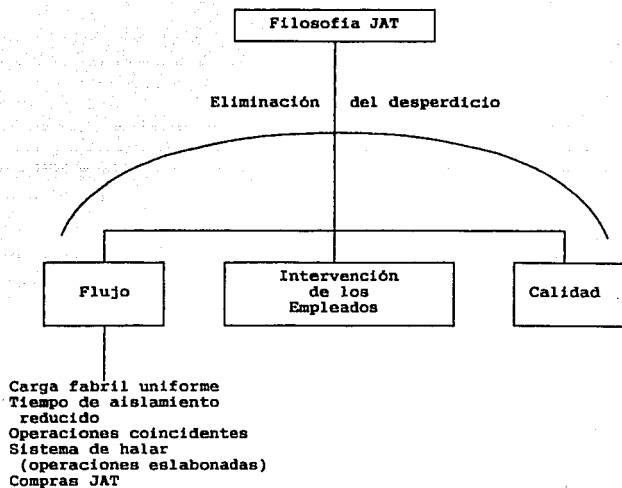 Filosofía JAT
Eliminación del desperdicio
Flujo
Intervención
de los
Empleados
Calidad
Carga fabril uniforme
Tiempo de aislamiento
reducido
Operaciones coincidentes
Sistema de halar
(operaciones eslabonadas)
Compras JAT